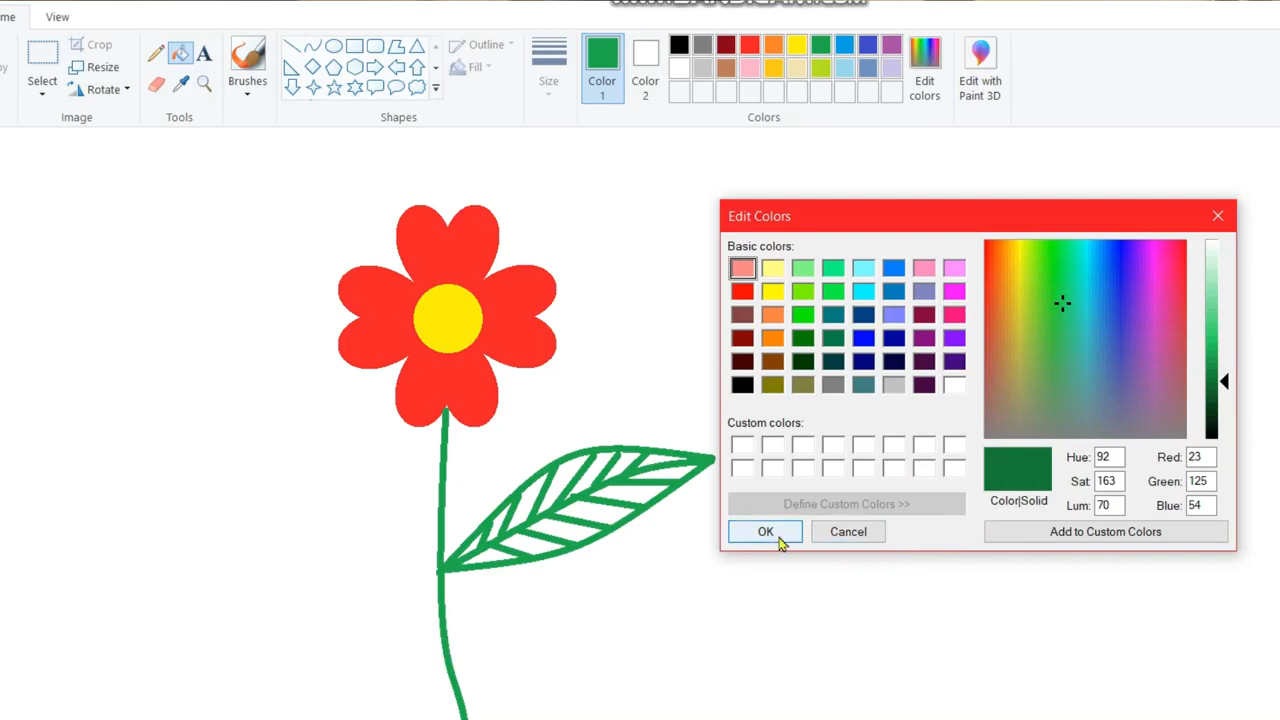 me View
Crop
Resize
Rotate
Select
Image
A
Tools
Brushes
Shapes
Outline
Fill
Size
Color
1
Color
2
Edit
colors
Colors
Edit with
Paint 3D
Edit Colors
Basic colors:
Custom colors:
Define Custom Colors >>
OK Cancel
Hue: 92 Red: 23
Sat: 163 Green: 125
Lum: 70 Blue: 54
Color|Solid
Add to Custom Colors